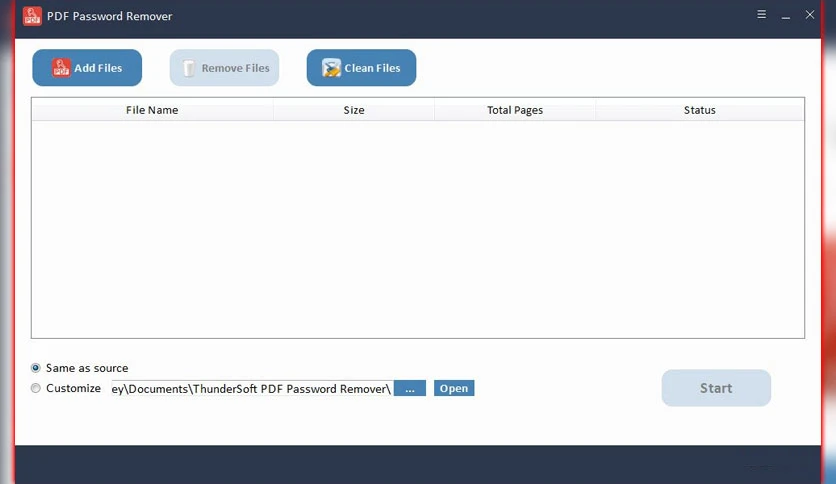 PDF Password Remover
Add Files
Remove Files
Clean Files
File Name Size Total Pages Status
Same as source
Customize ey\Documents\ThunderSoft PDF Password Remover\ ... Open
Start